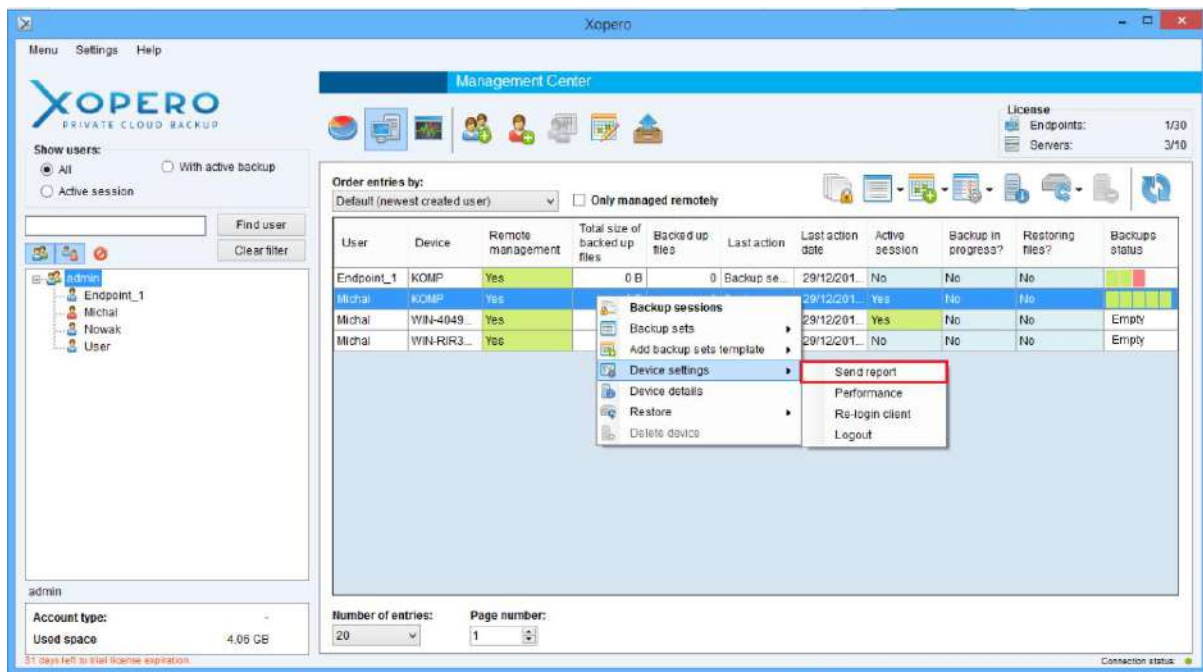 Xopero
Menu Settings Help
XOPERO
PRIVATE CLOUD BACKUP
Show users:
All
With active backup
Active session
Find user
Clear filter
admin
Endpoint_1
Michal
Nowak
User
admin
Account type: -
Used space 4.06 GB
31 days left to trial license expiration.
Management Center
License
Endpoints: 1/30
Servers: 3/10
Order entries by:
Default (newest created user)
Only managed remotely
User Device Remote management Total size of backed up files Backed up files Last action Last action date Active session Backup in progress? Restoring files? Backups status
Endpoint_1 KOMP Yes 0 B 0 Backup se... 29/12/201... No No No
Michal KOMP Yes 29/12/201... Yes No No
Michal WIN-4049... Yes 29/12/201... Yes No No Empty
Michal WIN-RIR3... Yes 29/12/201... No No No Empty
Backup sessions
Backup sets
Add backup sets template
Device settings
Device details
Restore
Delete device
Send report
Performance
Re-login client
Logout
Number of entries:
20
Page number:
1
Connection status: